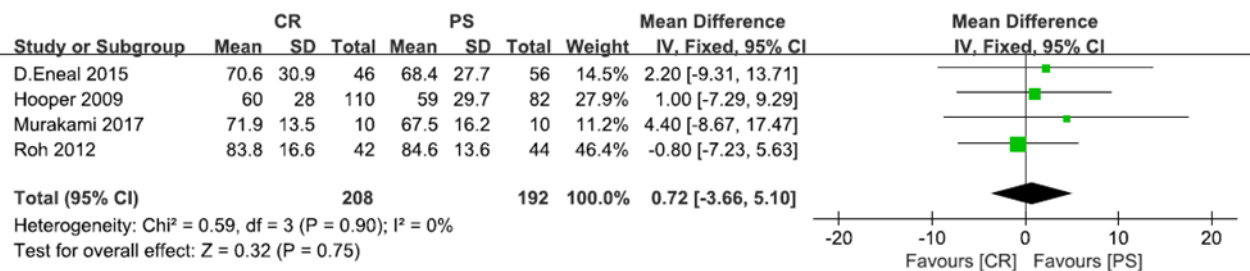 CR PS Mean Difference Mean Difference
Study or Subgroup Mean SD Total Mean SD Total Weight IV, Fixed, 95% CI IV, Fixed, 95% CI
D.Eneal 2015 70.6 30.9 46 68.4 27.7 56 14.5% 2.20 [-9.31, 13.71]
Hooper 2009 60 28 110 59 29.7 82 27.9% 1.00 [-7.29, 9.29]
Murakami 2017 71.9 13.5 10 67.5 16.2 10 11.2% 4.40 [-8.67, 17.47]
Roh 2012 83.8 16.6 42 84.6 13.6 44 46.4% -0.80 [-7.23, 5.63]
Total (95% CI) 208 192 100.0% 0.72 [-3.66, 5.10]
Heterogeneity: Chi² = 0.59, df = 3 (P = 0.90); I² = 0%
Test for overall effect: Z = 0.32 (P = 0.75)
-20 -10 0 10 20
Favours [CR] Favours [PS]